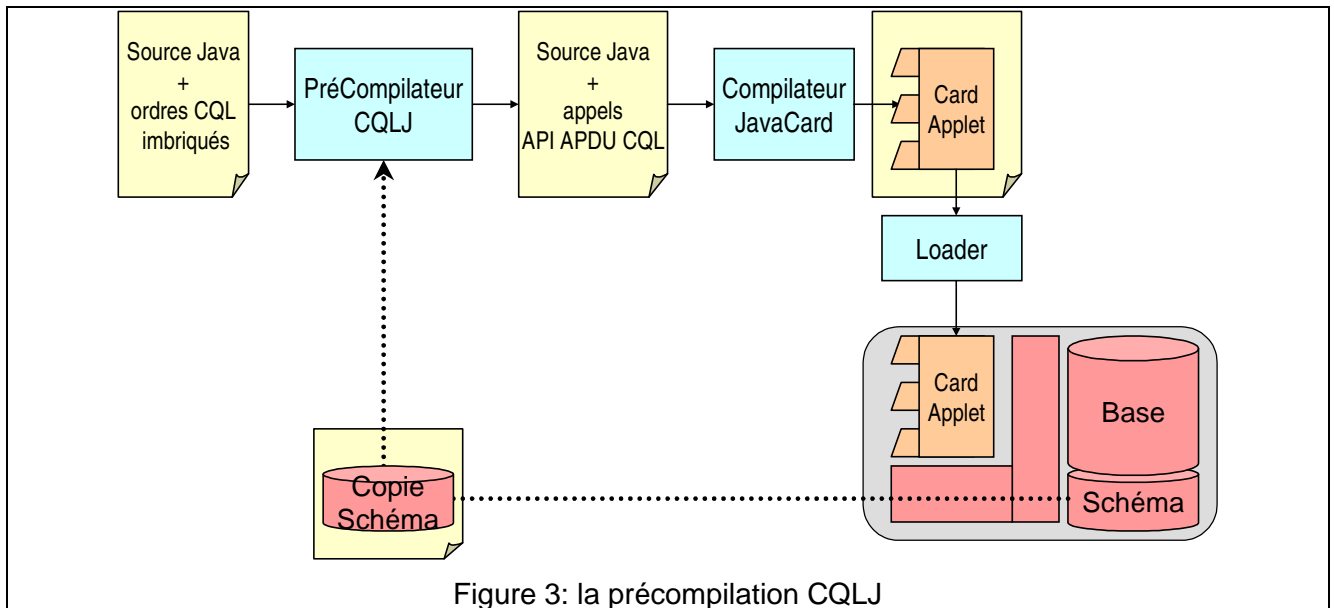 Source Java
+
ordres CQL
imbriqués
PréCompilateur
CQLJ
Source Java
+
appels
API APDU CQL
Compilateur
JavaCard
Card
Applet
Loader
Card
Applet
Base
Schéma
Copie
Schéma
Figure 3: la précompilation CQLJ